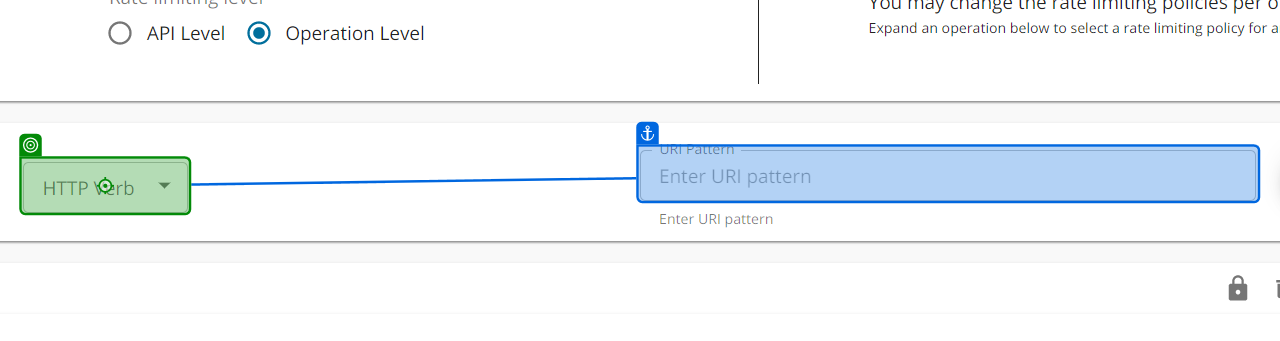 Rate limiting level
API Level
Operation Level
You may change the rate limiting policies per o
Expand an operation below to select a rate limiting policy for a
HTTP Verb
URI Pattern
Enter URI pattern
Enter URI pattern